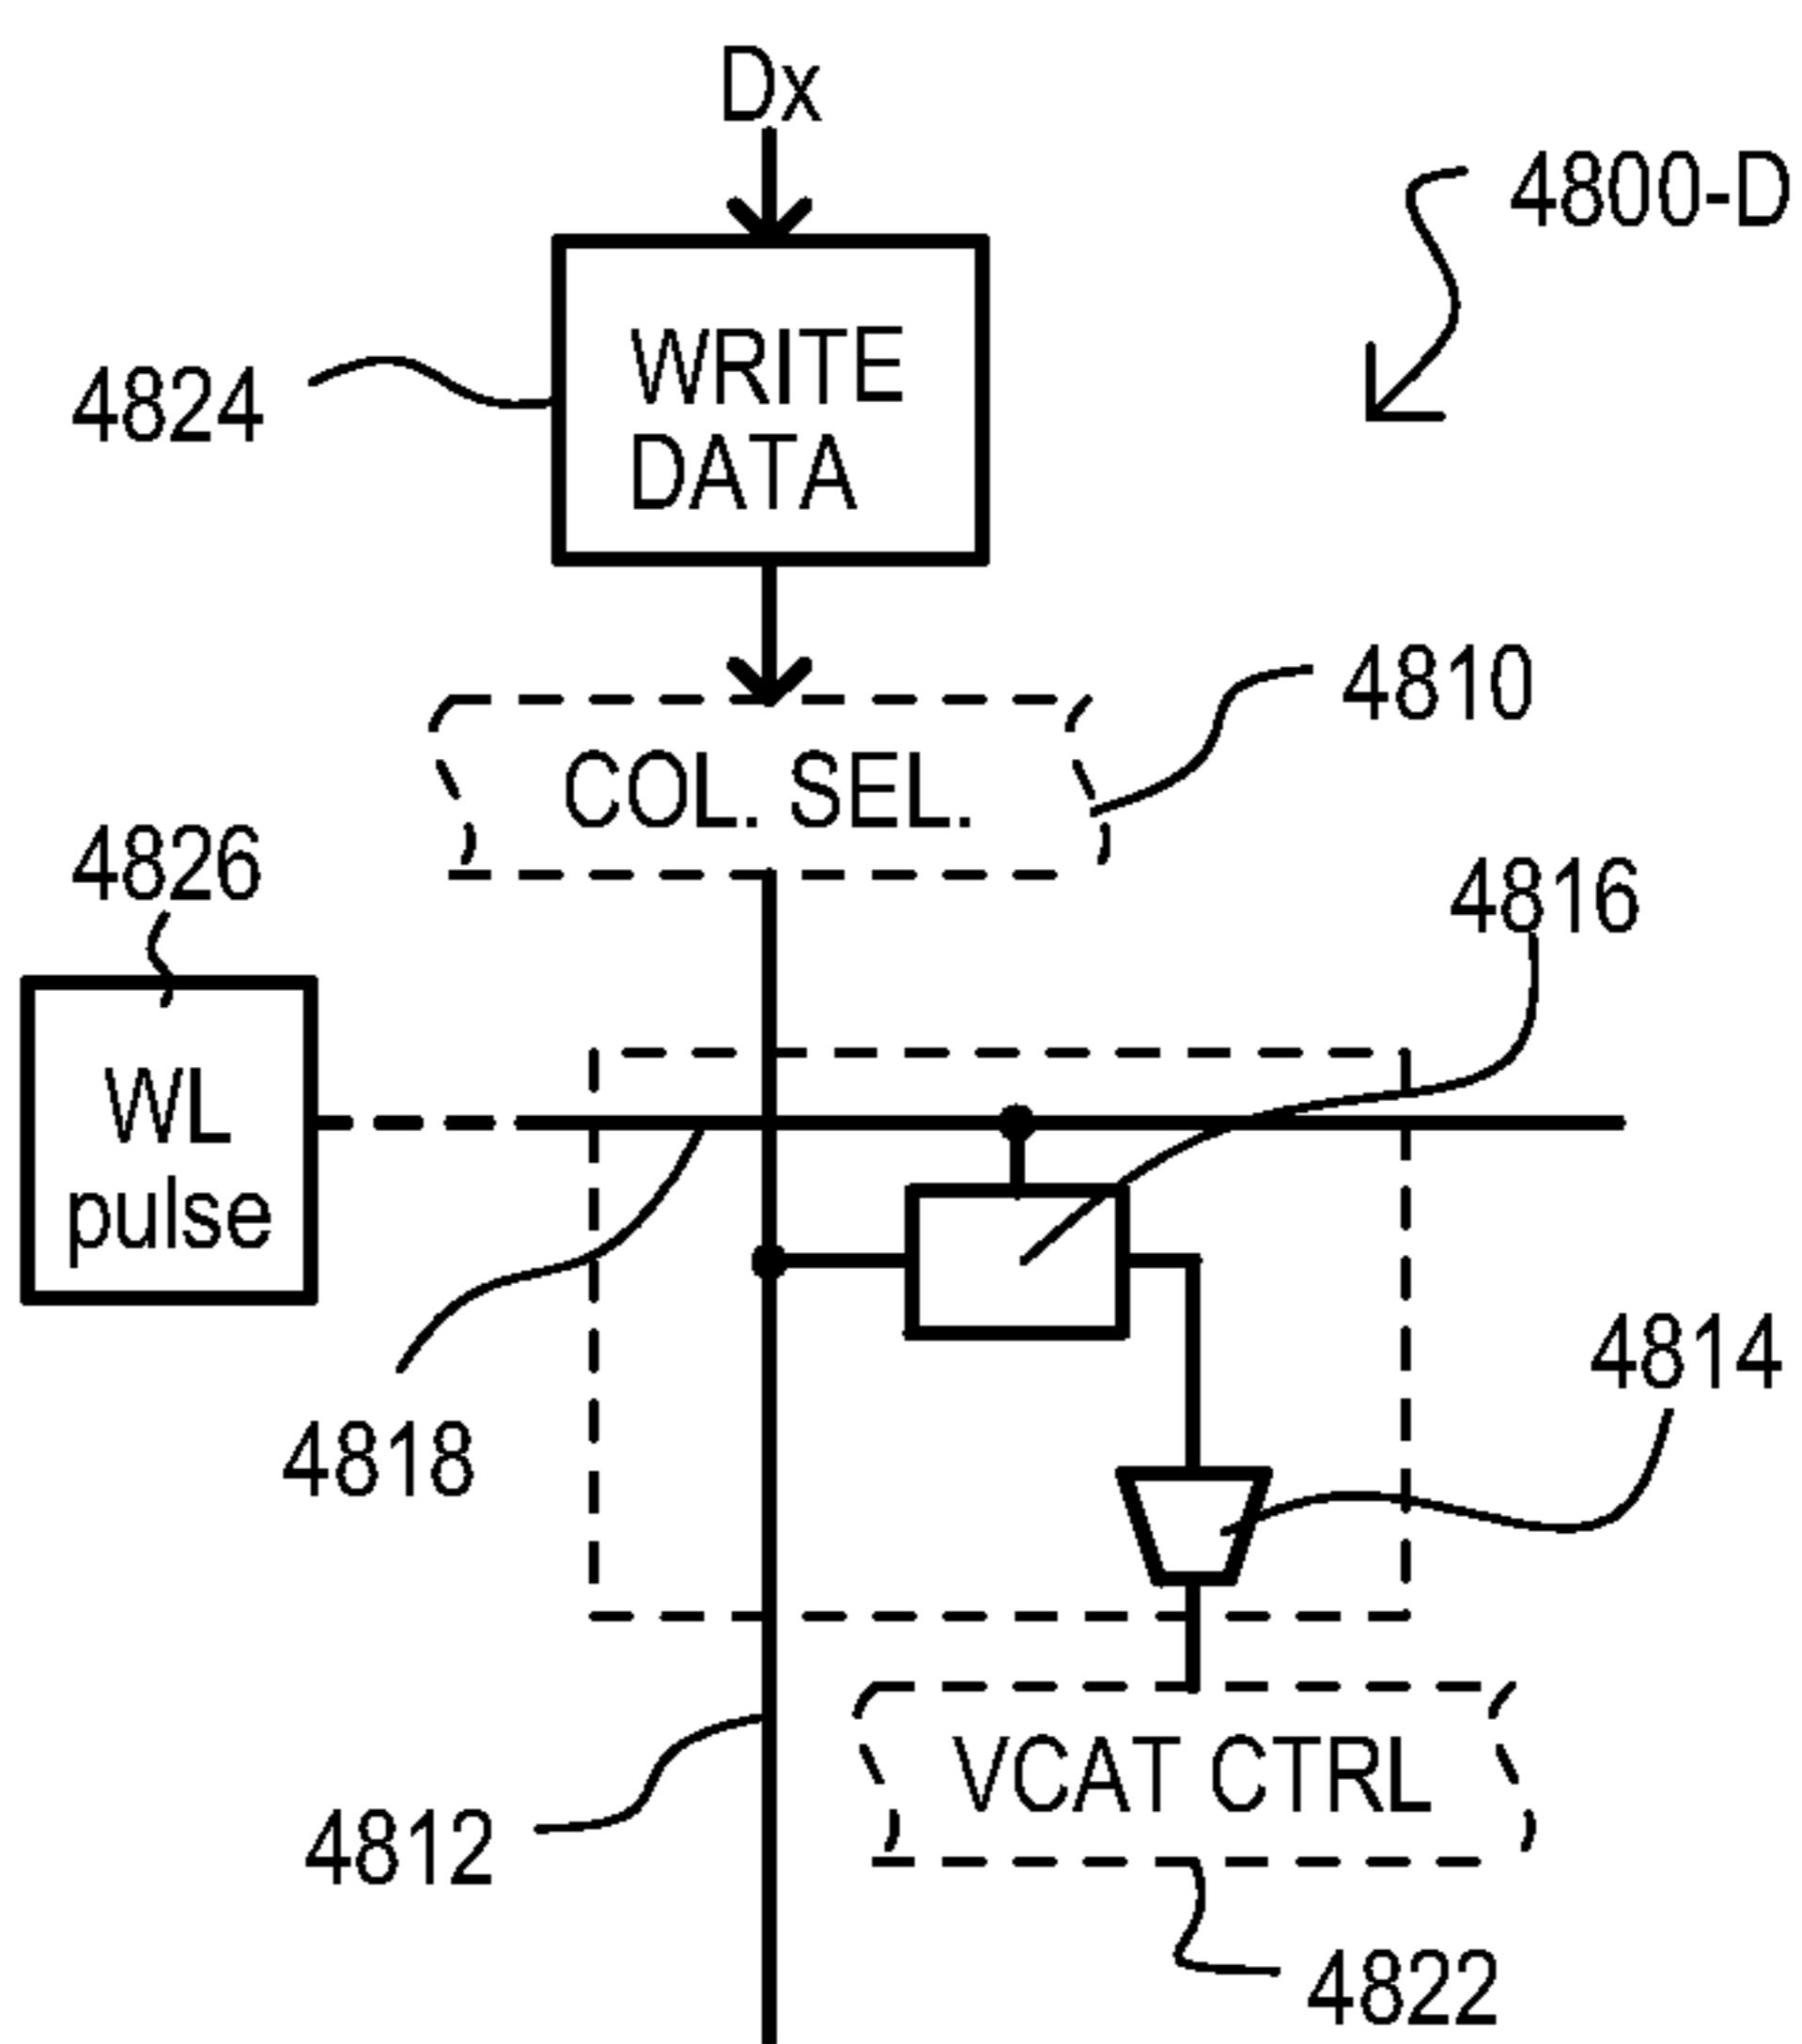 Dx
4800-D
WRITE
DATA
4824
4810
COL. SEL.
4826
4816
WL
pulse
4814
4818
VCAT CTRL
4812
4822